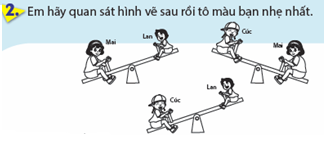 2. Em hãy quan sát hình vẽ sau rồi tô màu bạn nhẹ nhất.
Mai Lan Cúc Mai
Cúc Lan